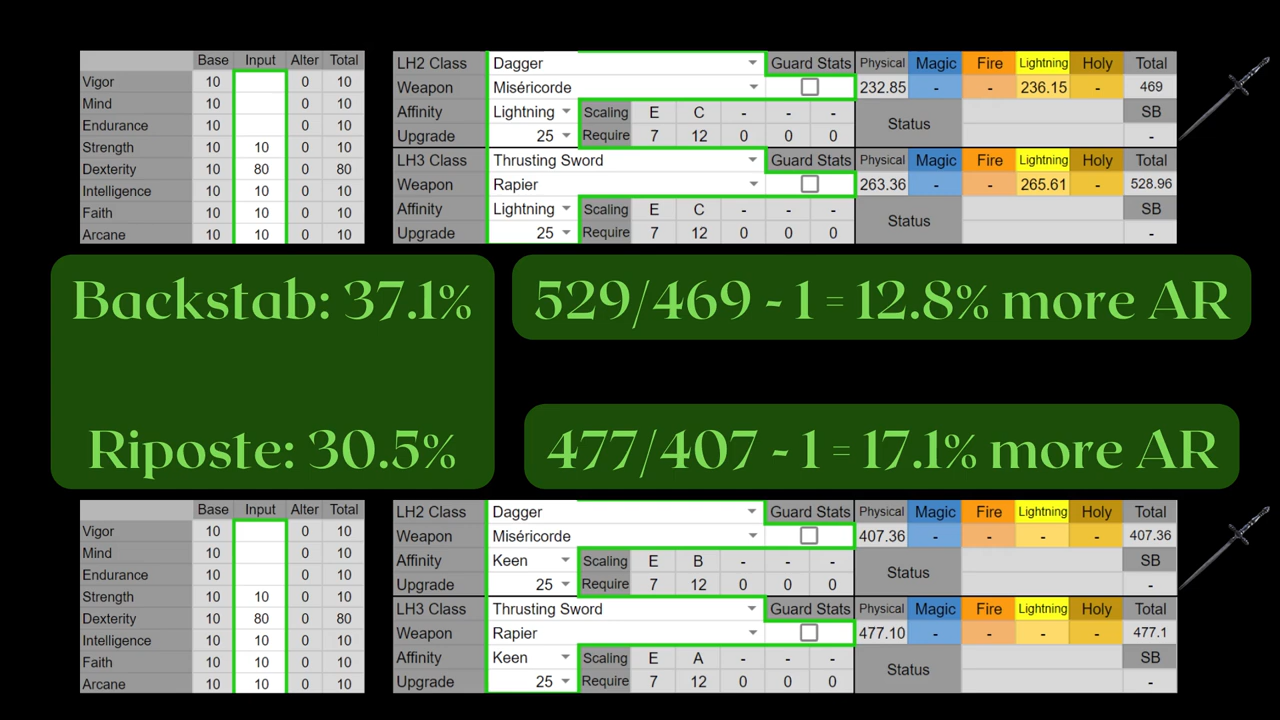 Base Input Alter Total
Vigor 10 0 10
Mind 10 0 10
Endurance 10 0 10
Strength 10 10 0 10
Dexterity 10 80 0 80
Intelligence 10 10 0 10
Faith 10 10 0 10
Arcane 10 10 0 10
LH2 Class Dagger Guard Stats Physical Magic Fire Lightning Holy Total
Weapon Miséricorde 232.85 - - 236.15 - 469
Affinity Lightning Scaling E C - - - Status SB
Upgrade 25 Require 7 12 0 0 0 -
LH3 Class Thrusting Sword Guard Stats Physical Magic Fire Lightning Holy Total
Weapon Rapier 263.36 - - 265.61 - 528.96
Affinity Lightning Scaling E C - - - Status SB
Upgrade 25 Require 7 12 0 0 0 -
Backstab: 37.1%
529/469 - 1 = 12.8% more AR
Riposte: 30.5%
477/407 - 1 = 17.1% more AR
Base Input Alter Total
Vigor 10 0 10
Mind 10 0 10
Endurance 10 0 10
Strength 10 10 0 10
Dexterity 10 80 0 80
Intelligence 10 10 0 10
Faith 10 10 0 10
Arcane 10 10 0 10
LH2 Class Dagger Guard Stats Physical Magic Fire Lightning Holy Total
Weapon Miséricorde 407.36 - - - - 407.36
Affinity Keen Scaling E B - - - Status SB
Upgrade 25 Require 7 12 0 0 0 -
LH3 Class Thrusting Sword Guard Stats Physical Magic Fire Lightning Holy Total
Weapon Rapier 477.10 - - - - 477.1
Affinity Keen Scaling E A - - - Status SB
Upgrade 25 Require 7 12 0 0 0 -